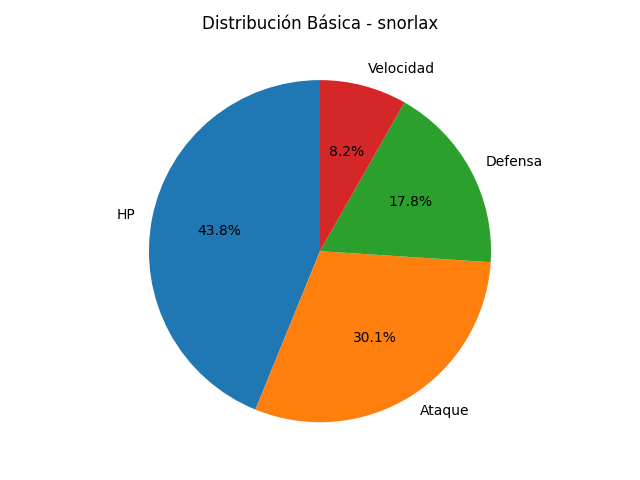 Distribución Básica - snorlax
Velocidad
8.2%
Defensa
17.8%
HP
43.8%
30.1%
Ataque